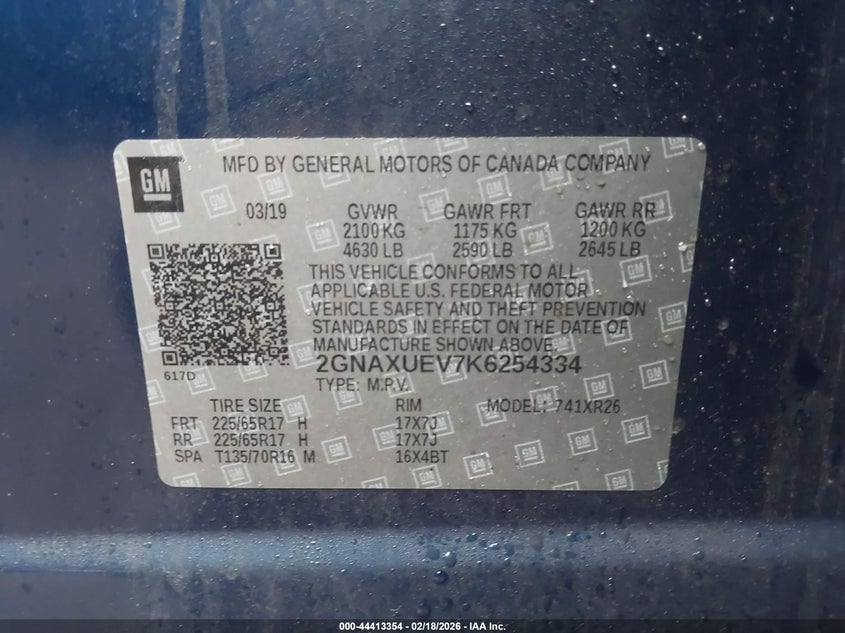 GM
MFD BY GENERAL MOTORS OF CANADA COMPANY
03/19 GVWR GAWR FRT GAWR RR
2100 KG 1175 KG 1200 KG
4630 LB 2590 LB 2645 LB
THIS VEHICLE CONFORMS TO ALL
APPLICABLE U.S. FEDERAL MOTOR
VEHICLE SAFETY AND THEFT PREVENTION
STANDARDS IN EFFECT ON THE DATE OF
MANUFACTURE SHOWN ABOVE.
2GNAXUEV7K6254334
617D
TYPE: M.P.V.
TIRE SIZE RIM MODEL: 741XR26
FRT 225/65R17 H 17X7J
RR 225/65R17 H 17X7J
SPA T135/70R16 M 16X4BT
000-44413354 - 02/18/2026 - IAA Inc.